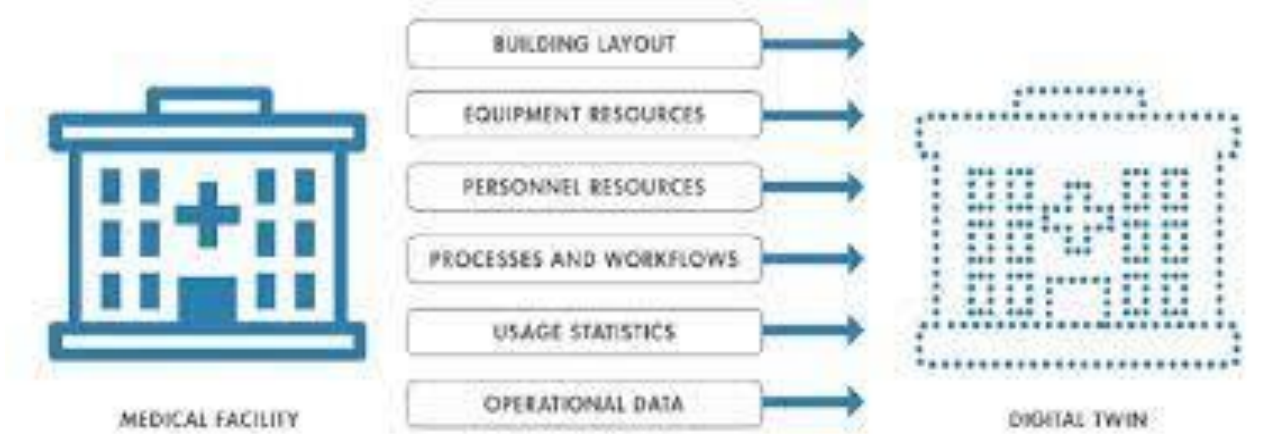 BUILDING LAYOUT
EQUIPMENT RESOURCES
PERSONNEL RESOURCES
PROCESSES AND WORKFLOWS
USAGE STATISTICS
OPERATIONAL DATA
MEDICAL FACILITY
DIGITAL TWIN